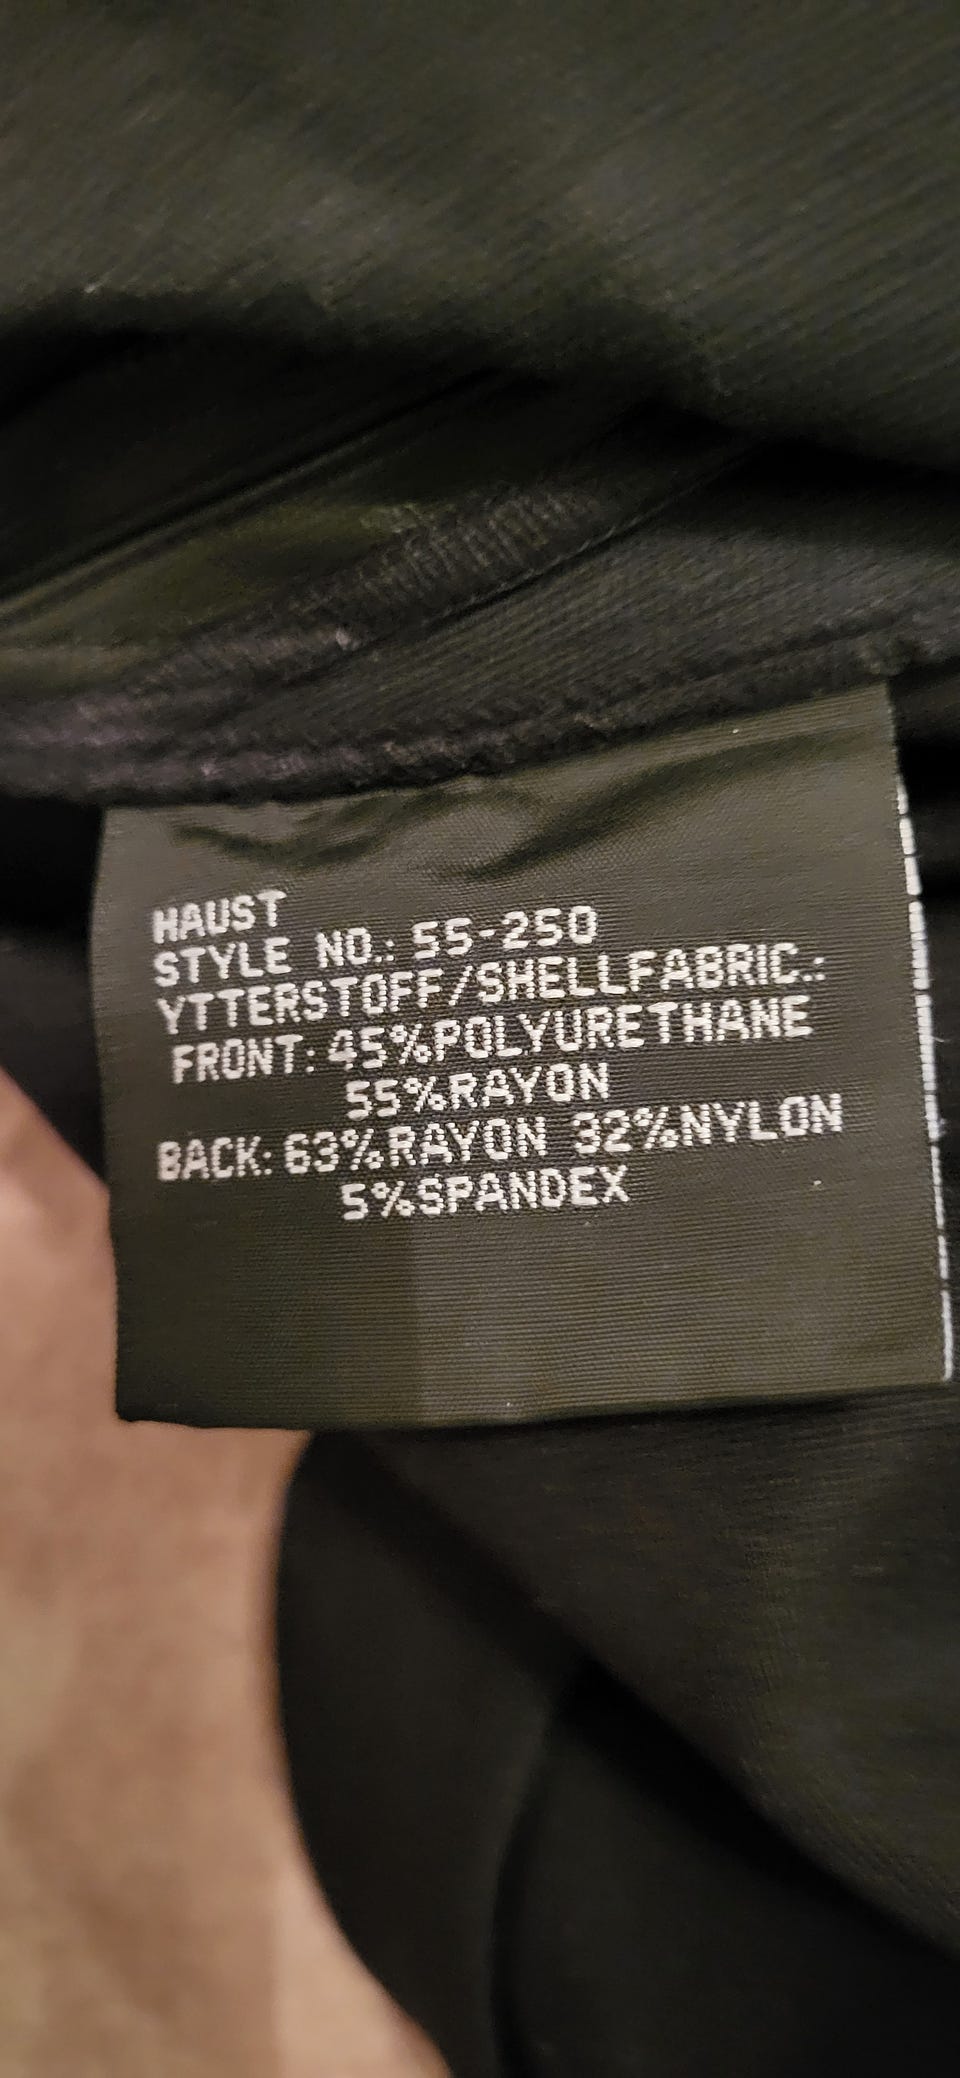 HAUST
STYLE NO.: 55-250
YTTERSTOFF/SHELLFABRIC.:
FRONT: 45%POLYURETHANE
55%RAYON
BACK: 63%RAYON 32%NYLON
5%SPANDEX